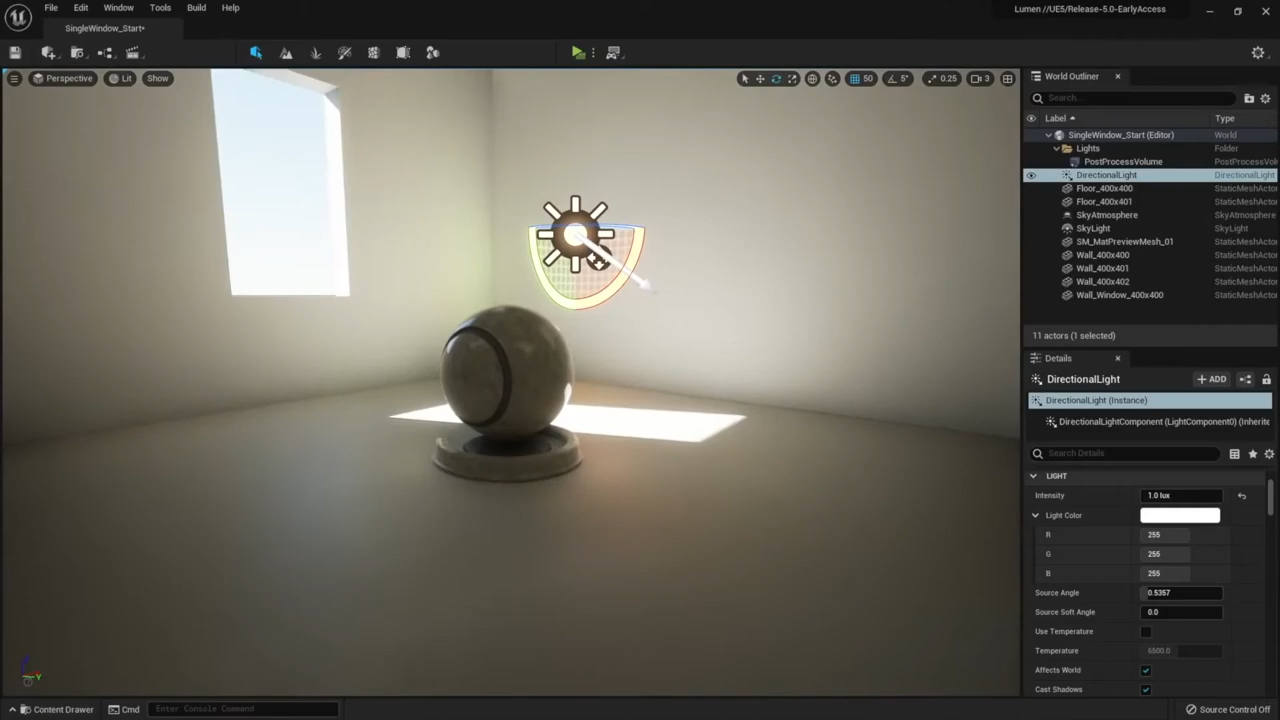 File Edit Window Tools Build Help
Lumen //UE5/Release-5.0-EarlyAccess
SingleWindow_Start*
Perspective Lit Show
50 5° 0.25 3
World Outliner
Search...
Label Type
SingleWindow_Start (Editor) World
Lights Folder
PostProcessVolume PostProcessVol
DirectionalLight DirectionalLight
Floor_400x400 StaticMeshActor
Floor_400x401 StaticMeshActor
SkyAtmosphere SkyAtmosphere
SkyLight SkyLight
SM_MatPreviewMesh_01 StaticMeshActor
Wall_400x400 StaticMeshActor
Wall_400x401 StaticMeshActor
Wall_400x402 StaticMeshActor
Wall_Window_400x400 StaticMeshActor
11 actors (1 selected)
Details
DirectionalLight + ADD
DirectionalLight (Instance)
DirectionalLightComponent (LightComponent0) (Inherite
Search Details
LIGHT
Intensity 1.0 lux
Light Color
R 255
G 255
B 255
Source Angle 0.5357
Source Soft Angle 0.0
Use Temperature
Temperature 6500.0
Affects World
Cast Shadows
Content Drawer Cmd Enter Console Command Source Control Off